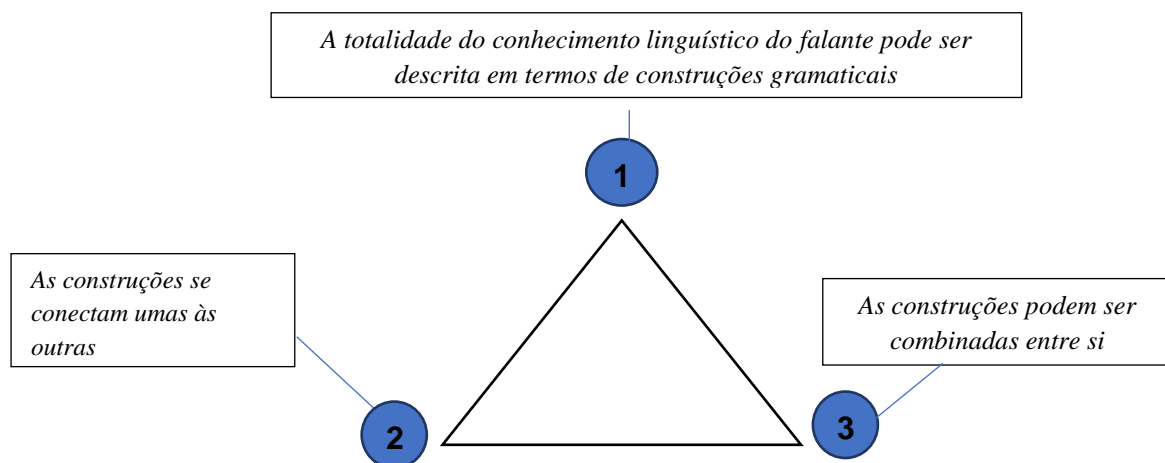 A totalidade do conhecimento linguístico do falante pode ser
descrita em termos de construções gramaticais
1
As construções se
conectam umas às
outras
As construções podem ser
combinadas entre si
2
3